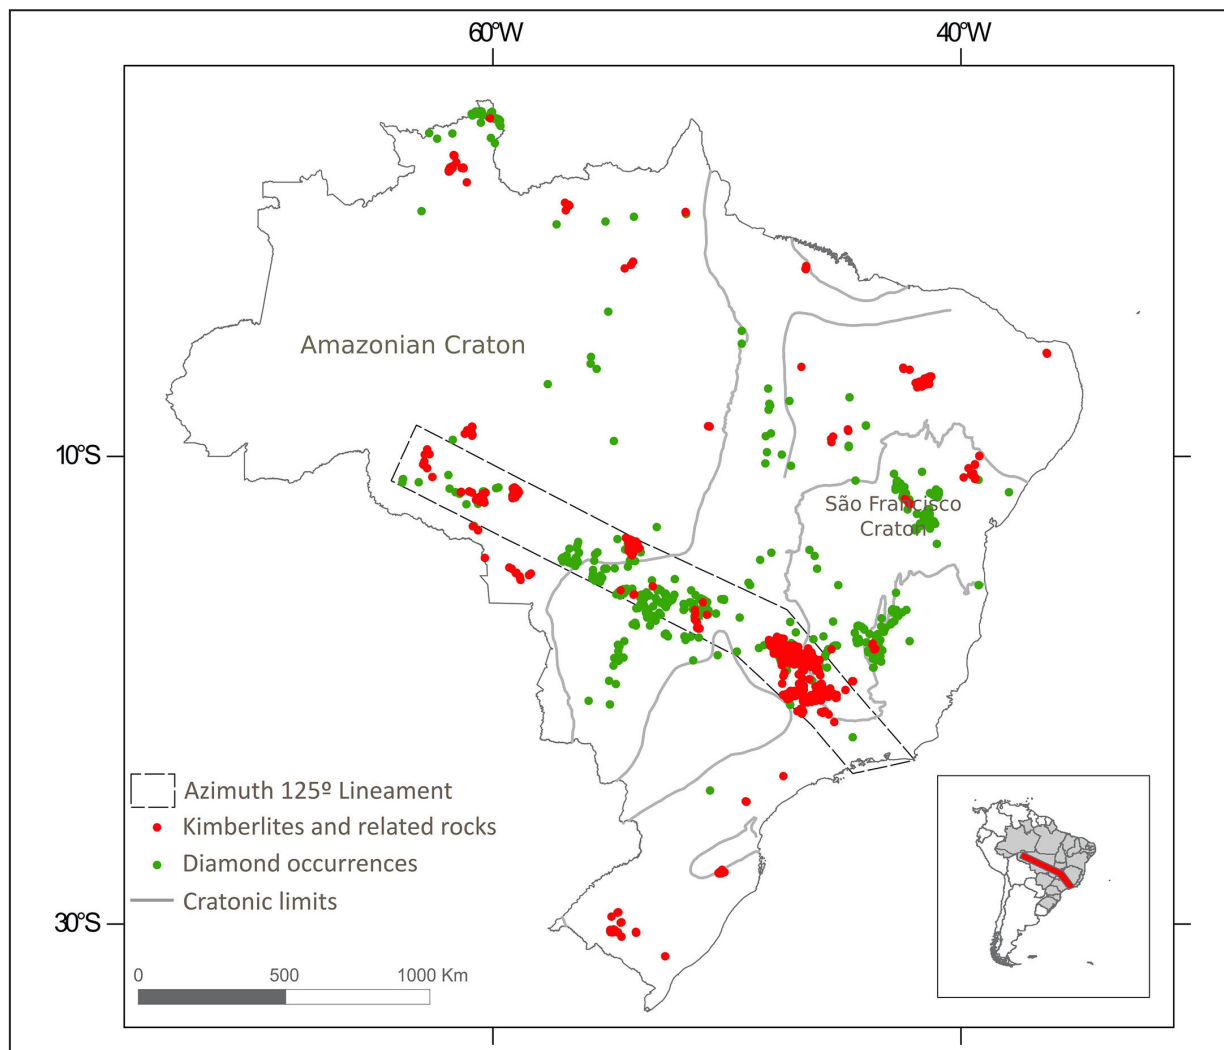 60°W 40°W
Amazonian Craton
10°S
São Francisco
Craton
Azimuth 125º Lineament
Kimberlites and related rocks
Diamond occurrences
Cratonic limits
30°S
0 500 1000 Km